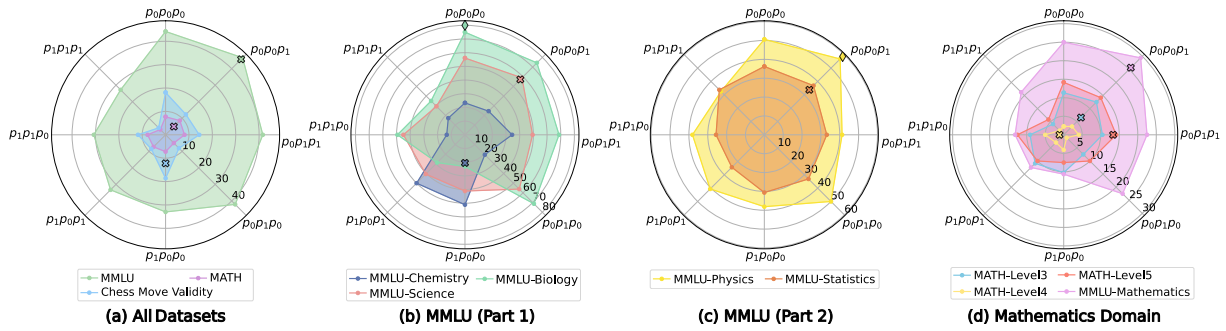 p₀p₀p₀
p₀p₀p₁
p₀p₁p₁
p₀p₁p₀
p₁p₀p₀
p₁p₀p₁
p₁p₁p₀
p₁p₁p₁
10
20
30
40
MMLU
MATH
Chess Move Validity
(a) All Datasets
p₀p₀p₀
p₀p₀p₁
p₀p₁p₁
p₀p₁p₀
p₁p₀p₀
p₁p₀p₁
p₁p₁p₀
p₁p₁p₁
10
20
30
40
50
60
70
80
MMLU-Chemistry
MMLU-Biology
MMLU-Science
(b) MMLU (Part 1)
p₀p₀p₀
p₀p₀p₁
p₀p₁p₁
p₀p₁p₀
p₁p₀p₀
p₁p₀p₁
p₁p₁p₀
p₁p₁p₁
10
20
30
40
50
60
MMLU-Physics
MMLU-Statistics
(c) MMLU (Part 2)
p₀p₀p₀
p₀p₀p₁
p₀p₁p₁
p₀p₁p₀
p₁p₀p₀
p₁p₀p₁
p₁p₁p₀
p₁p₁p₁
5
10
15
20
25
30
MATH-Level3
MATH-Level5
MATH-Level4
MMLU-Mathematics
(d) Mathematics Domain